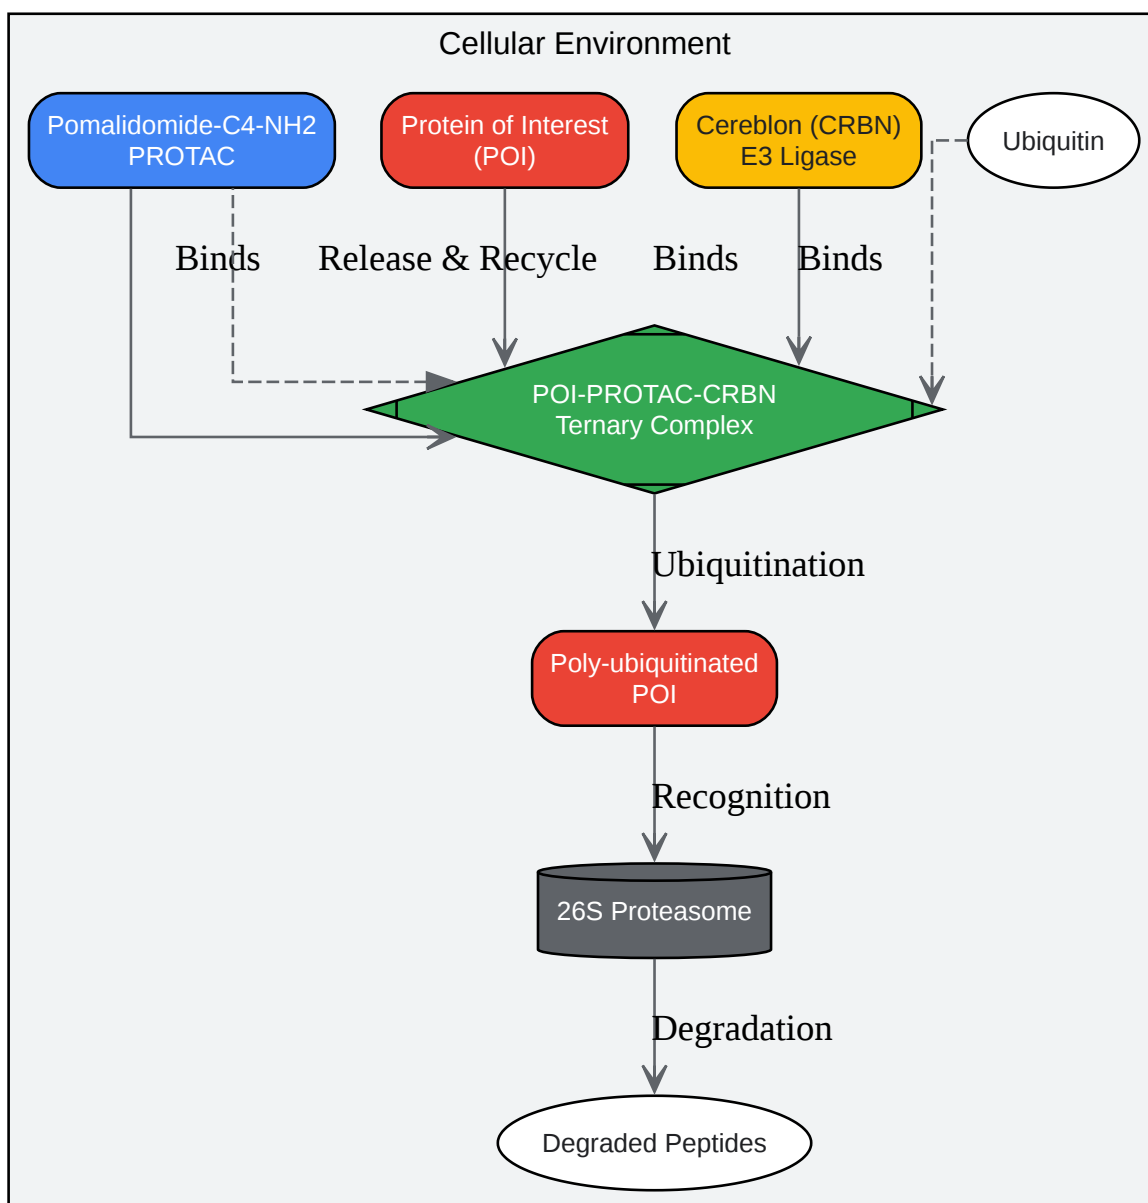 Cellular Environment
Pomalidomide-C4-NH2
PROTAC
Protein of Interest
(POI)
Cereblon (CRBN)
E3 Ligase
Ubiquitin
Binds
Release & Recycle
Binds
Binds
POI-PROTAC-CRBN
Ternary Complex
Ubiquitination
Poly-ubiquitinated
POI
Recognition
26S Proteasome
Degradation
Degraded Peptides